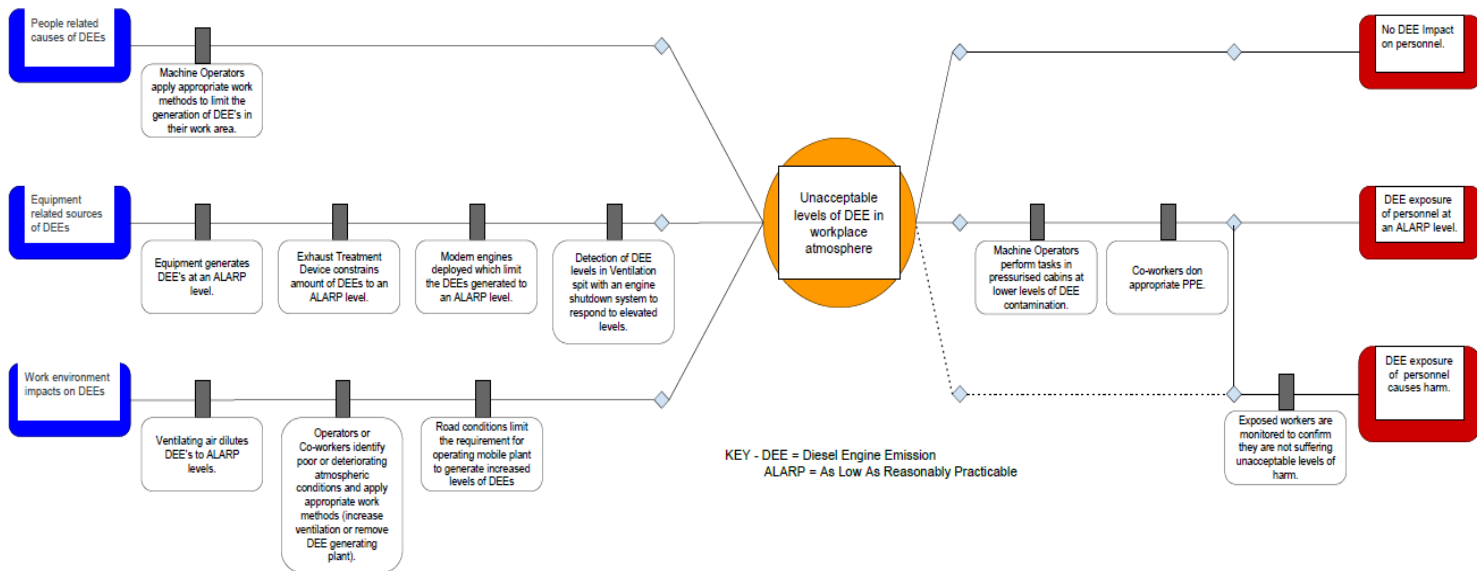 People related
causes of DEEs
Machine Operators
apply appropriate work
methods to limit the
generation of DEE's in
their work area.
Equipment
related sources
of DEEs
Equipment generates
DEE's at an ALARP
level.
Exhaust Treatment
Device constrains
amount of DEEs to an
ALARP level.
Modern engines
deployed which limit
the DEEs generated to
an ALARP level.
Detection of DEE
levels in Ventilation
spit with an engine
shutdown system to
respond to elevated
levels.
Work environment
impacts on DEEs
Ventilating air dilutes
DEE's to ALARP
levels.
Operators or
Co-workers identify
poor or deteriorating
atmospheric
conditions and apply
appropriate work
methods (increase
ventilation or remove
DEE generating
plant).
Road conditions limit
the requirement for
operating mobile plant
to generate increased
levels of DEEs
Unacceptable
levels of DEE in
workplace
atmosphere
No DEE Impact
on personnel.
Machine Operators
perform tasks in
pressurised cabins at
lower levels of DEE
contamination.
Co-workers don
appropriate PPE.
DEE exposure
of personnel at
an ALARP level.
DEE exposure
of personnel
causes harm.
Exposed workers are
monitored to confirm
they are not suffering
unacceptable levels of
harm.
KEY - DEE = Diesel Engine Emission
ALARP = As Low As Reasonably Practicable